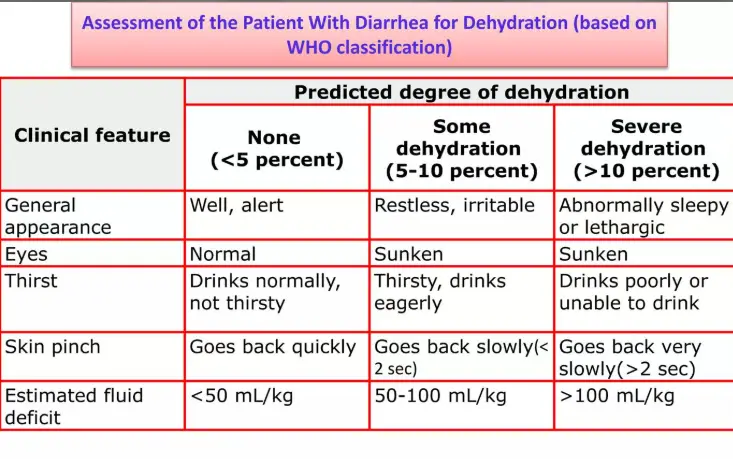 Assessment of the Patient With Diarrhea for Dehydration (based on
WHO classification)
Clinical feature
Predicted degree of dehydration
None
(<5 percent)
Some
dehydration
(5-10 percent)
Severe
dehydration
(>10 percent)
General
appearance
Well, alert
Restless, irritable
Abnormally sleepy
or lethargic
Eyes
Normal
Sunken
Sunken
Thirst
Drinks normally,
not thirsty
Thirsty, drinks
eagerly
Drinks poorly or
unable to drink
Skin pinch
Goes back quickly
Goes back slowly(<
2 sec)
Goes back very
slowly(>2 sec)
Estimated fluid
deficit
<50 mL/kg
50-100 mL/kg
>100 mL/kg